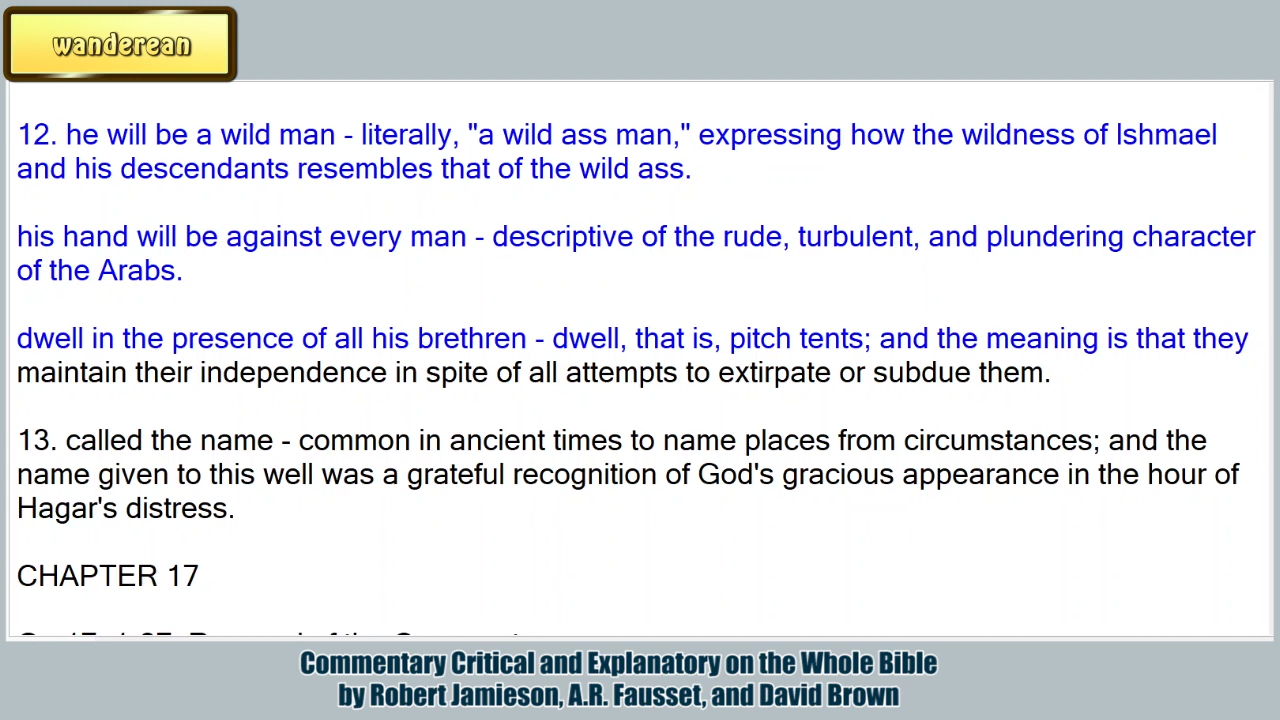 wanderean
12. he will be a wild man - literally, "a wild ass man," expressing how the wildness of Ishmael
and his descendants resembles that of the wild ass.
his hand will be against every man - descriptive of the rude, turbulent, and plundering character
of the Arabs.
dwell in the presence of all his brethren - dwell, that is, pitch tents; and the meaning is that they
maintain their independence in spite of all attempts to extirpate or subdue them.
13. called the name - common in ancient times to name places from circumstances; and the
name given to this well was a grateful recognition of God's gracious appearance in the hour of
Hagar's distress.
CHAPTER 17
Commentary Critical and Explanatory on the Whole Bible
by Robert Jamieson, A.R. Fausset, and David Brown